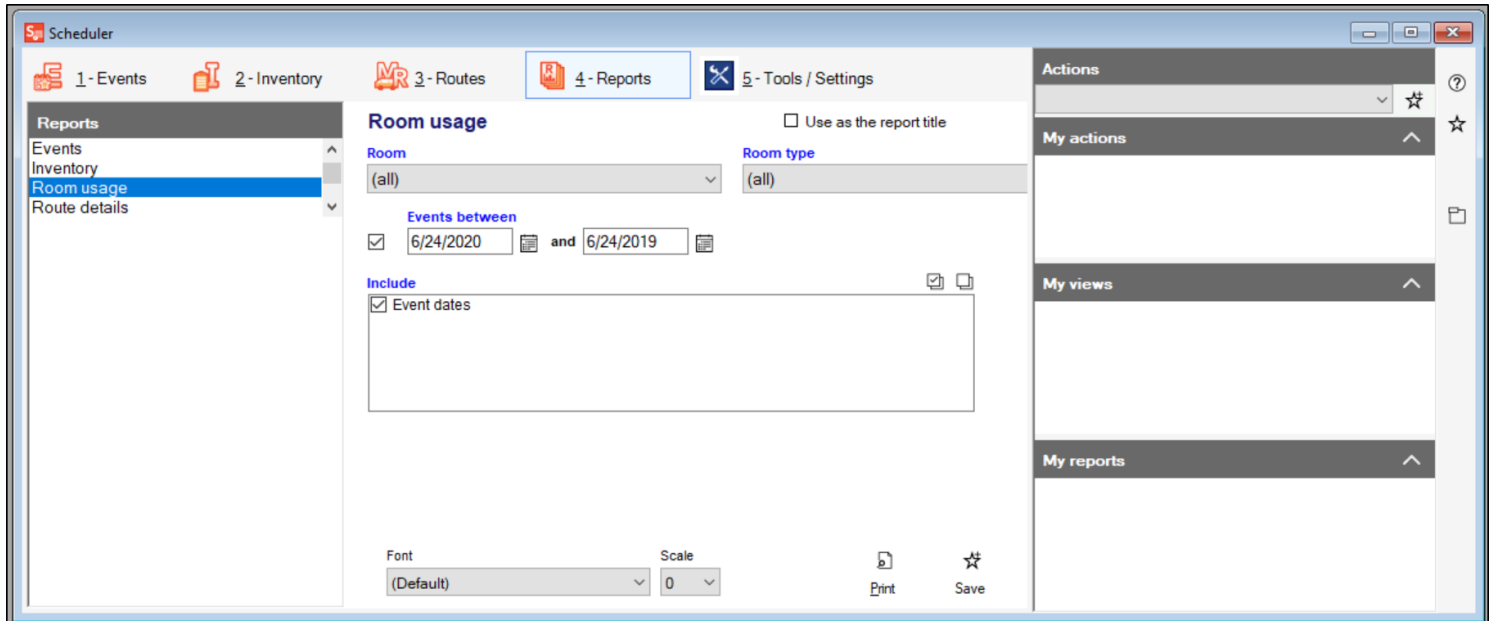 Scheduler
1 - Events 2 - Inventory 3 - Routes 4 - Reports 5 - Tools / Settings
Reports
Events
Inventory
Room usage
Route details
Room usage
Use as the report title
Room Room type
(all) (all)
Events between
6/24/2020 and 6/24/2019
Include
Event dates
Font Scale
(Default) 0
Print Save
Actions
My actions
My views
My reports